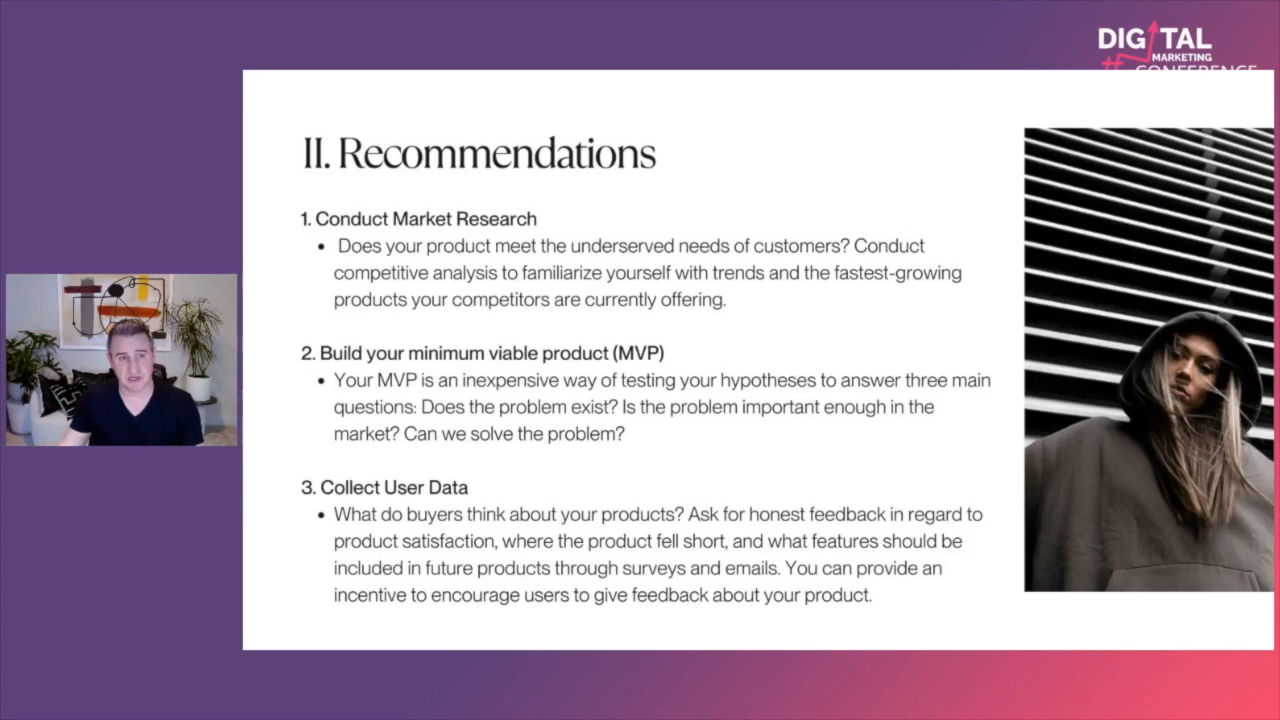 DIGITAL
MARKETING
#CONFERENCE
II. Recommendations
1. Conduct Market Research
• Does your product meet the underserved needs of customers? Conduct
competitive analysis to familiarize yourself with trends and the fastest-growing
products your competitors are currently offering.
2. Build your minimum viable product (MVP)
• Your MVP is an inexpensive way of testing your hypotheses to answer three main
questions: Does the problem exist? Is the problem important enough in the
market? Can we solve the problem?
3. Collect User Data
• What do buyers think about your products? Ask for honest feedback in regard to
product satisfaction, where the product fell short, and what features should be
included in future products through surveys and emails. You can provide an
incentive to encourage users to give feedback about your product.